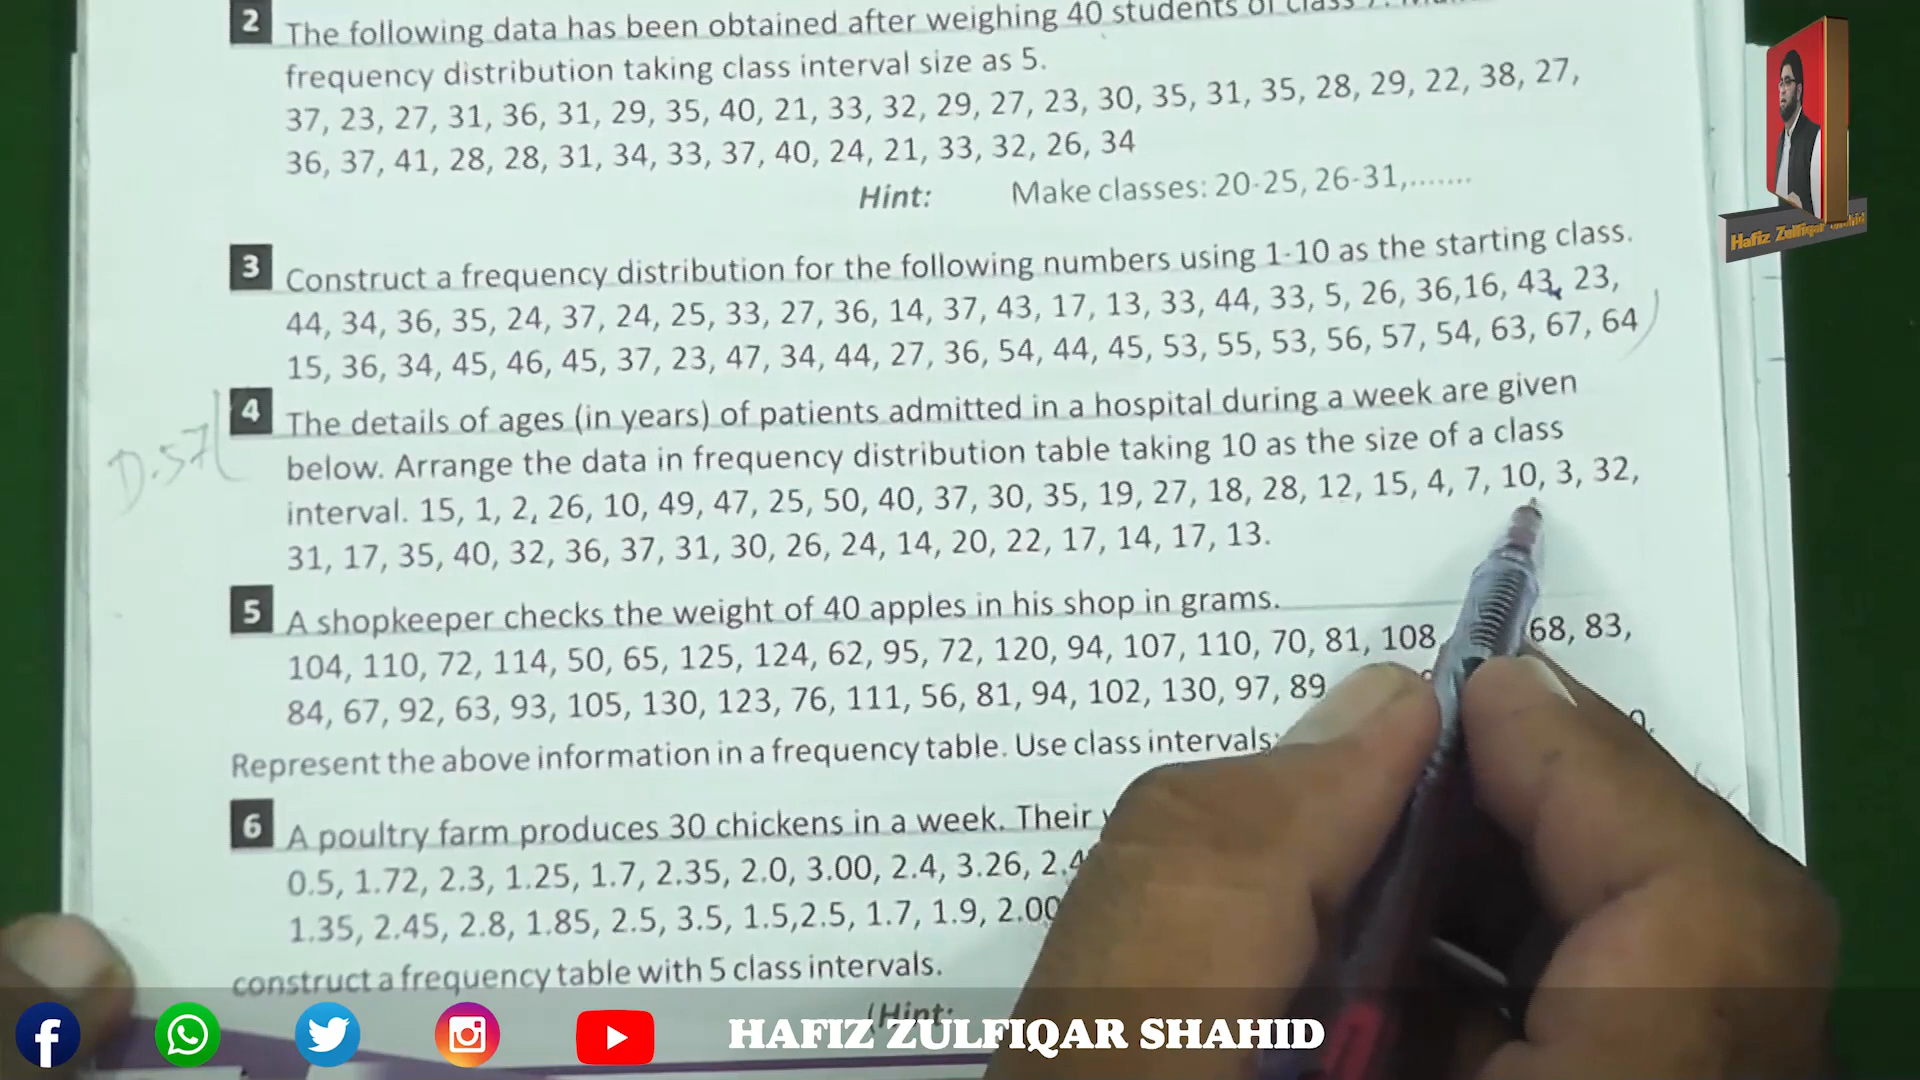 2 The following data has been obtained after weighing 40 students of class
frequency distribution taking class interval size as 5.
37, 23, 27, 31, 36, 31, 29, 35, 40, 21, 33, 32, 29, 27, 23, 30, 35, 31, 35, 28, 29, 22, 38, 27,
36, 37, 41, 28, 28, 31, 34, 33, 37, 40, 24, 21, 33, 32, 26, 34
Hint: Make classes: 20-25, 26-31,.......
3 Construct a frequency distribution for the following numbers using 1-10 as the starting class.
44, 34, 36, 35, 24, 37, 24, 25, 33, 27, 36, 14, 37, 43, 17, 13, 33, 44, 33, 5, 26, 36,16, 43, 23,
15, 36, 34, 45, 46, 45, 37, 23, 47, 34, 44, 27, 36, 54, 44, 45, 53, 55, 53, 56, 57, 54, 63, 67, 64
D.57
4 The details of ages (in years) of patients admitted in a hospital during a week are given
below. Arrange the data in frequency distribution table taking 10 as the size of a class
interval. 15, 1, 2, 26, 10, 49, 47, 25, 50, 40, 37, 30, 35, 19, 27, 18, 28, 12, 15, 4, 7, 10, 3, 32,
31, 17, 35, 40, 32, 36, 37, 31, 30, 26, 24, 14, 20, 22, 17, 14, 17, 13.
5 A shopkeeper checks the weight of 40 apples in his shop in grams.
104, 110, 72, 114, 50, 65, 125, 124, 62, 95, 72, 120, 94, 107, 110, 70, 81, 108 68, 83,
84, 67, 92, 63, 93, 105, 130, 123, 76, 111, 56, 81, 94, 102, 130, 97, 89
Represent the above information in a frequency table. Use class intervals:
6 A poultry farm produces 30 chickens in a week. Their
0.5, 1.72, 2.3, 1.25, 1.7, 2.35, 2.0, 3.00, 2.4, 3.26,
1.35, 2.45, 2.8, 1.85, 2.5, 3.5, 1.5,2.5, 1.7, 1.9, 2.00
construct a frequency table with 5 class intervals.
(Hint:
HAFIZ ZULFIQAR SHAHID
Hafiz Zulfiqar Shahid